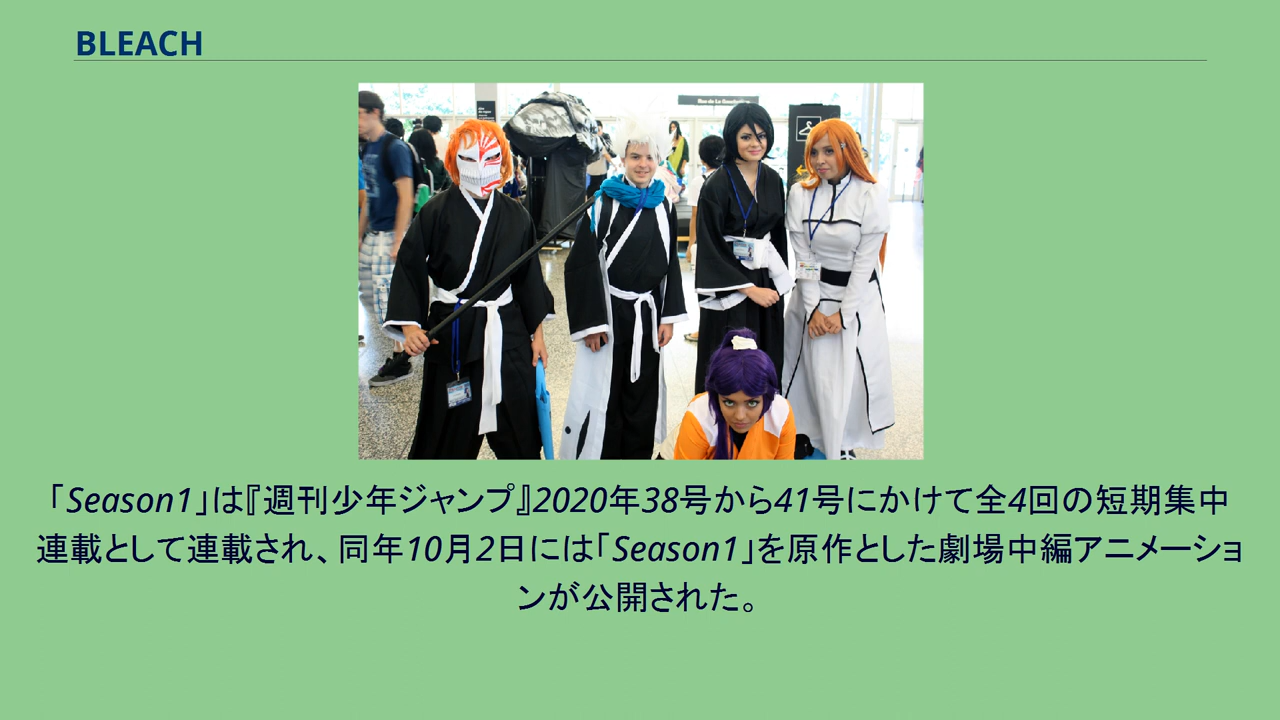 BLEACH
Rue de La Gauchetière
「Season1」は『週刊少年ジャンプ』2020年38号から41号にかけて全4回の短期集中
連載として連載され、同年10月2日には「Season1」を原作とした劇場中編アニメーショ
ンが公開された。